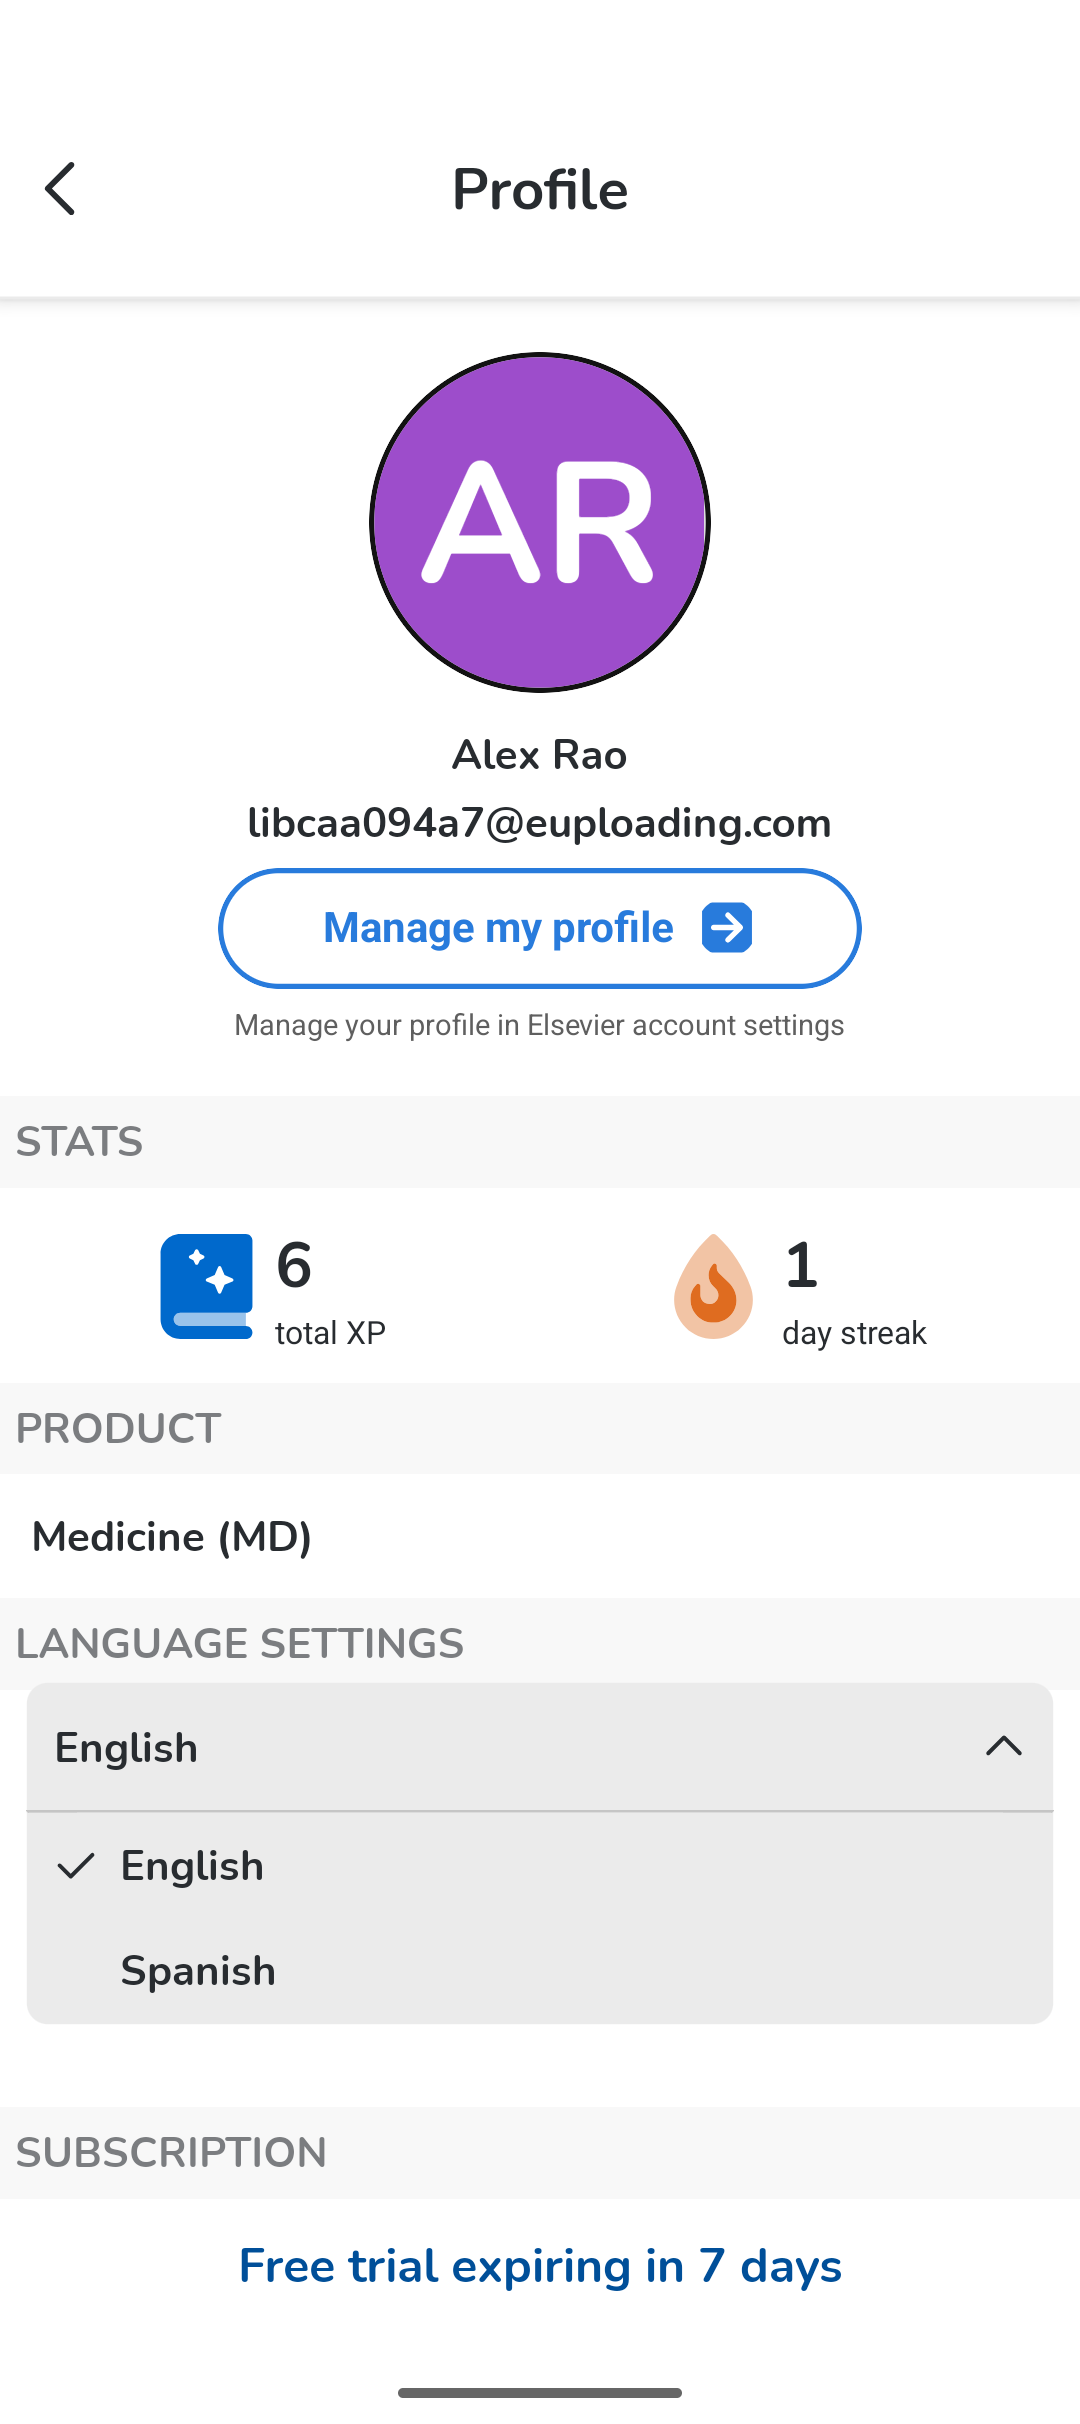 Profile
AR
Alex Rao
libcaa094a7@euploading.com
Manage my profile
Manage your profile in Elsevier account settings
STATS
6
total XP
1
day streak
PRODUCT
Medicine (MD)
LANGUAGE SETTINGS
English
English
Spanish
SUBSCRIPTION
Free trial expiring in 7 days